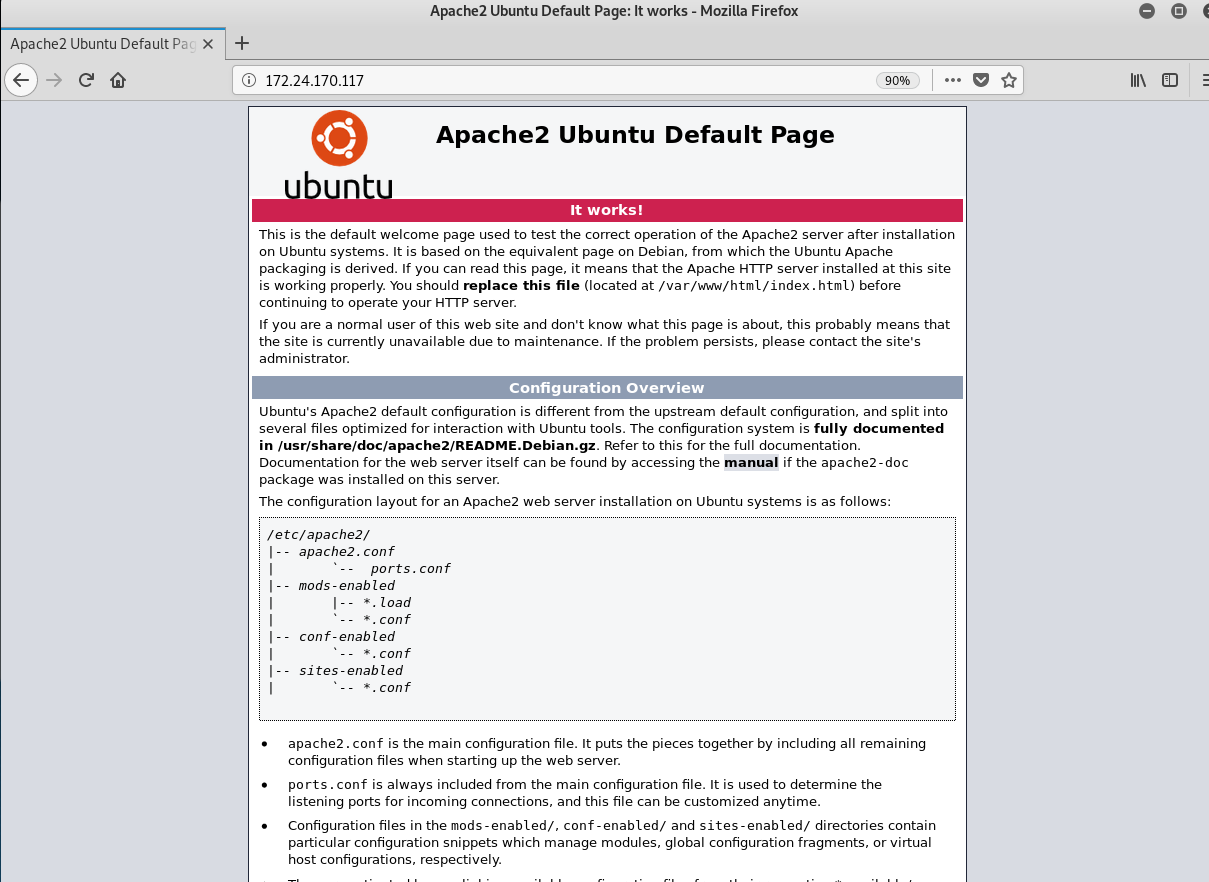 Apache2 Ubuntu Default Page: It works - Mozilla Firefox
Apache2 Ubuntu Default Pag
172.24.170.117
90%
Apache2 Ubuntu Default Page
ubuntu
It works!
This is the default welcome page used to test the correct operation of the Apache2 server after installation
on Ubuntu systems. It is based on the equivalent page on Debian, from which the Ubuntu Apache
packaging is derived. If you can read this page, it means that the Apache HTTP server installed at this site
is working properly. You should replace this file (located at /var/www/html/index.html) before
continuing to operate your HTTP server.
If you are a normal user of this web site and don't know what this page is about, this probably means that
the site is currently unavailable due to maintenance. If the problem persists, please contact the site's
administrator.
Configuration Overview
Ubuntu's Apache2 default configuration is different from the upstream default configuration, and split into
several files optimized for interaction with Ubuntu tools. The configuration system is fully documented
in /usr/share/doc/apache2/README.Debian.gz. Refer to this for the full documentation.
Documentation for the web server itself can be found by accessing the manual if the apache2-doc
package was installed on this server.
The configuration layout for an Apache2 web server installation on Ubuntu systems is as follows:
/etc/apache2/
|-- apache2.conf
|       `--  ports.conf
|-- mods-enabled
|       |-- *.load
|       `-- *.conf
|-- conf-enabled
|       `-- *.conf
|-- sites-enabled
|       `-- *.conf
• apache2.conf is the main configuration file. It puts the pieces together by including all remaining
configuration files when starting up the web server.
• ports.conf is always included from the main configuration file. It is used to determine the
listening ports for incoming connections, and this file can be customized anytime.
• Configuration files in the mods-enabled/, conf-enabled/ and sites-enabled/ directories contain
particular configuration snippets which manage modules, global configuration fragments, or virtual
host configurations, respectively.